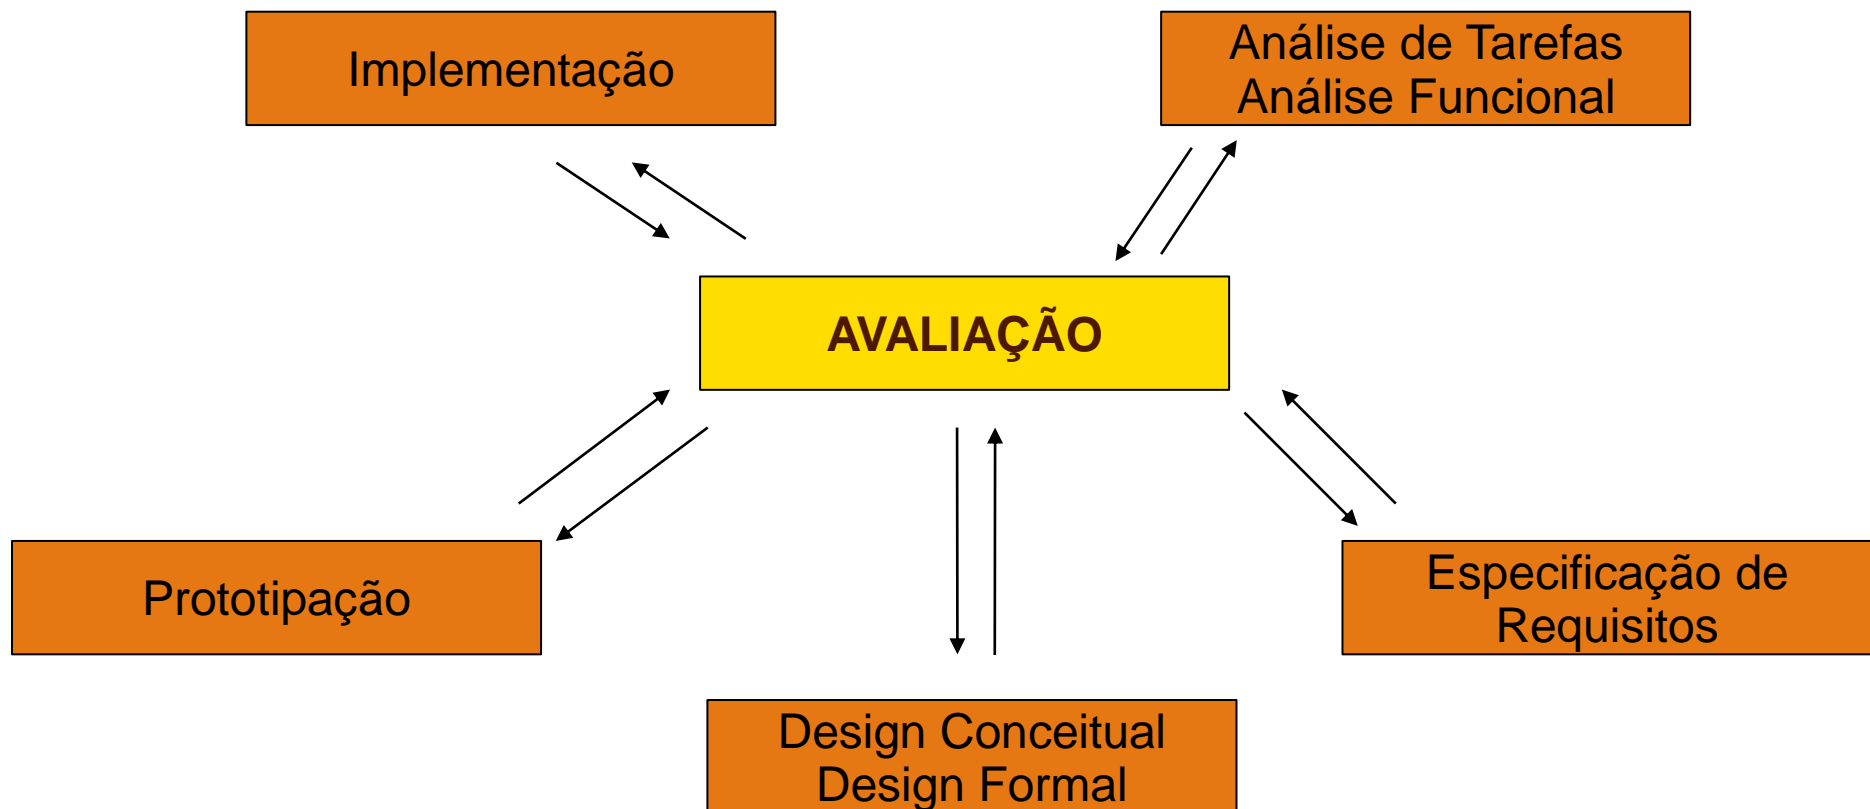 Implementação
Análise de Tarefas
Análise Funcional
AVALIAÇÃO
Prototipação
Especificação de
Requisitos
Design Conceitual
Design Formal